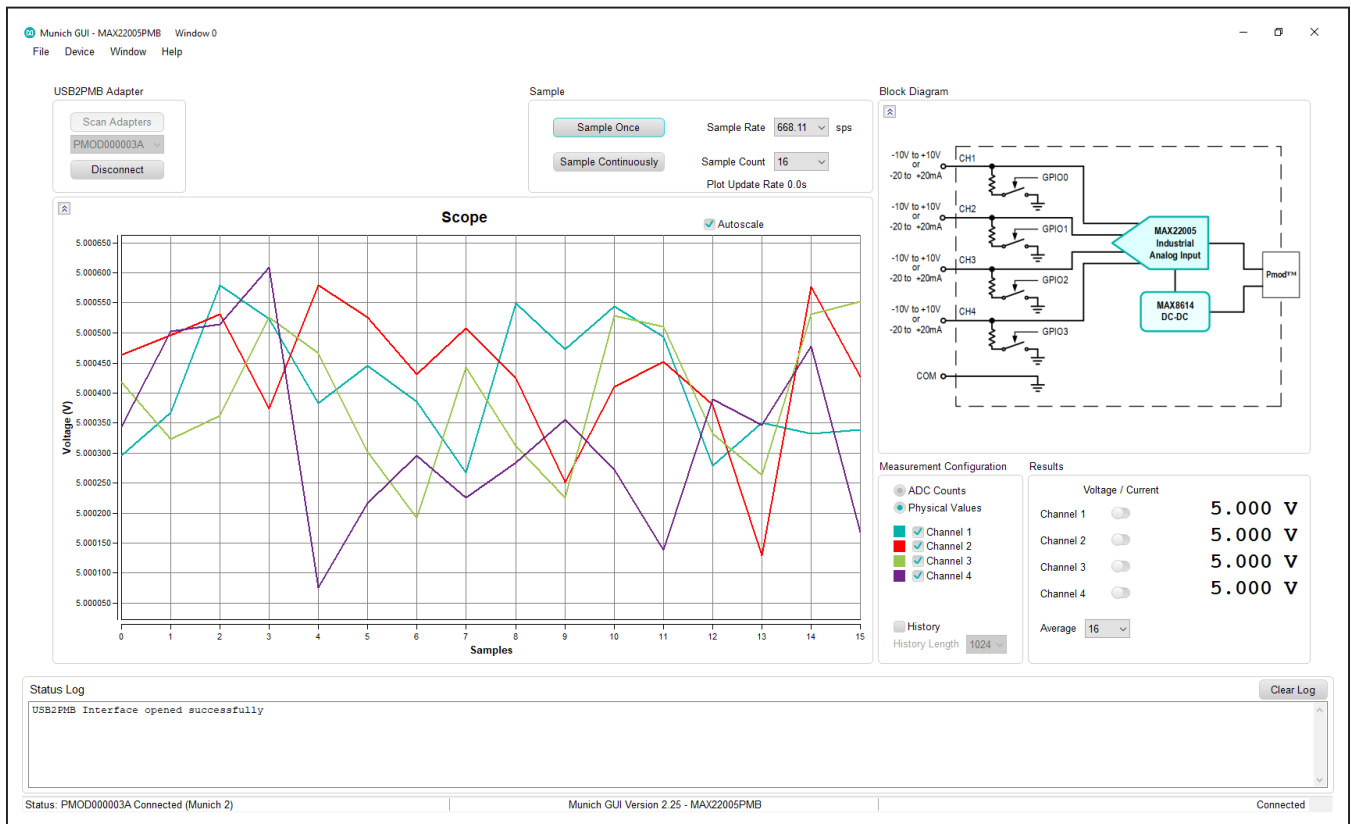 Munich GUI - MAX22005PMB Window 0
File Device Window Help
USB2PMB Adapter
Scan Adapters
PMOD000003A
Disconnect
Sample
Sample Once
Sample Rate 668.11 sps
Sample Continuously
Sample Count 16
Plot Update Rate 0.0s
Scope
Autoscale
5.000650
5.000600
5.000550
5.000500
5.000450
5.000400
5.000350
5.000300
5.000250
5.000200
5.000150
5.000100
5.000050
Voltage (V)
0 1 2 3 4 5 6 7 8 9 10 11 12 13 14 15
Samples
Block Diagram
-10V to +10V
or
-20 to +20mA
CH1
GPIO0
-10V to +10V
or
-20 to +20mA
CH2
GPIO1
-10V to +10V
or
-20 to +20mA
CH3
GPIO2
-10V to +10V
or
-20 to +20mA
CH4
GPIO3
COM
MAX22005
Industrial
Analog Input
MAX8614
DC-DC
Pmod™
Measurement Configuration
ADC Counts
Physical Values
Channel 1
Channel 2
Channel 3
Channel 4
History
History Length 1024
Results
Voltage / Current
Channel 1 5.000 V
Channel 2 5.000 V
Channel 3 5.000 V
Channel 4 5.000 V
Average 16
Status Log
Clear Log
USB2PMB Interface opened successfully
Status: PMOD000003A Connected (Munich 2)
Munich GUI Version 2.25 - MAX22005PMB
Connected